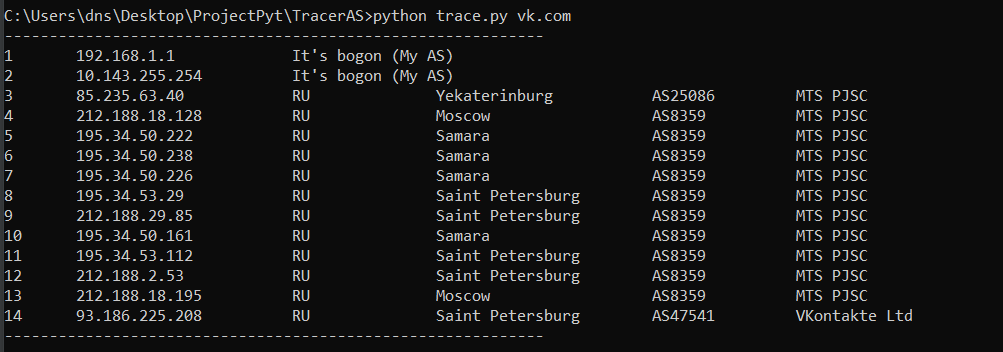 C:\Users\dns\Desktop\ProjectPyt\TracerAS>python trace.py vk.com
------------------------------------------------------------
1 192.168.1.1 It's bogon (My AS)
2 10.143.255.254 It's bogon (My AS)
3 85.235.63.40 RU Yekaterinburg AS25086 MTS PJSC
4 212.188.18.128 RU Moscow AS8359 MTS PJSC
5 195.34.50.222 RU Samara AS8359 MTS PJSC
6 195.34.50.238 RU Samara AS8359 MTS PJSC
7 195.34.50.226 RU Samara AS8359 MTS PJSC
8 195.34.53.29 RU Saint Petersburg AS8359 MTS PJSC
9 212.188.29.85 RU Saint Petersburg AS8359 MTS PJSC
10 195.34.50.161 RU Samara AS8359 MTS PJSC
11 195.34.53.112 RU Saint Petersburg AS8359 MTS PJSC
12 212.188.2.53 RU Saint Petersburg AS8359 MTS PJSC
13 212.188.18.195 RU Moscow AS8359 MTS PJSC
14 93.186.225.208 RU Saint Petersburg AS47541 VKontakte Ltd
------------------------------------------------------------